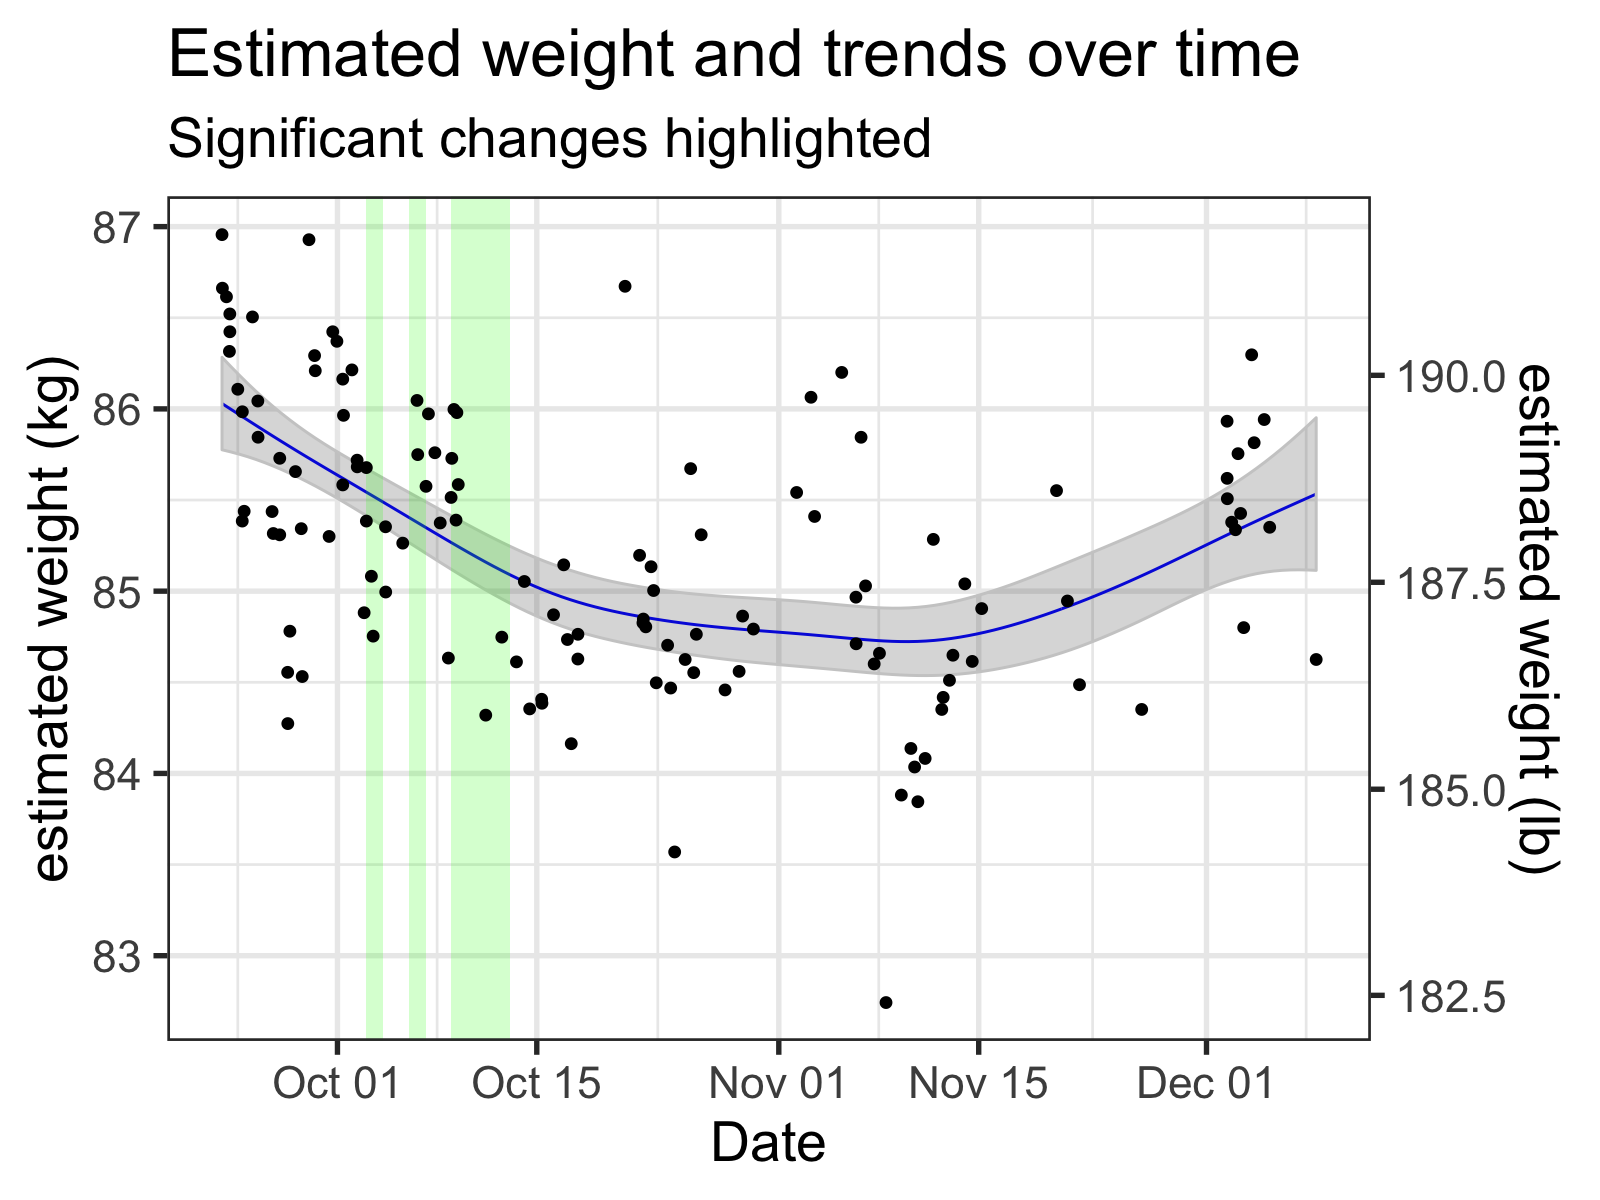 Estimated weight and trends over time
Significant changes highlighted
estimated weight (kg)
87
86
85
84
83
190.0
187.5
185.0
182.5
estimated weight (lb)
Oct 01
Oct 15
Nov 01
Nov 15
Dec 01
Date